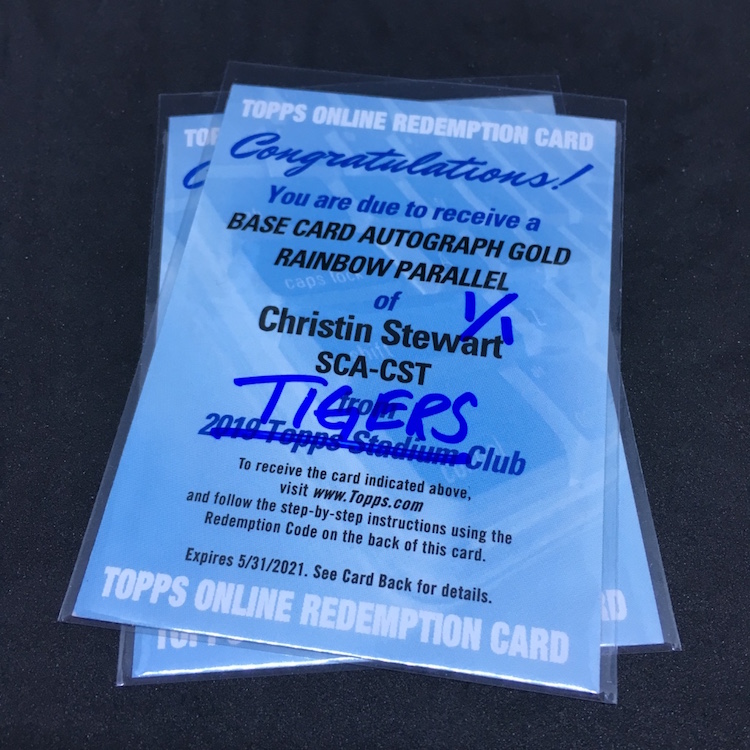 TOPPS ONLINE REDEMPTION CARD
Congratulations!
You are due to receive a
BASE CARD AUTOGRAPH GOLD
RAINBOW PARALLEL
of
1/1
Christin Stewart
SCA-CST
from
TIGERS
2019 Topps Stadium Club
To receive the card indicated above,
visit www.Topps.com
and follow the step-by-step instructions using the
Redemption Code on the back of this card.
Expires 5/31/2021. See Card Back for details.
TOPPS ONLINE REDEMPTION CARD
caps lock